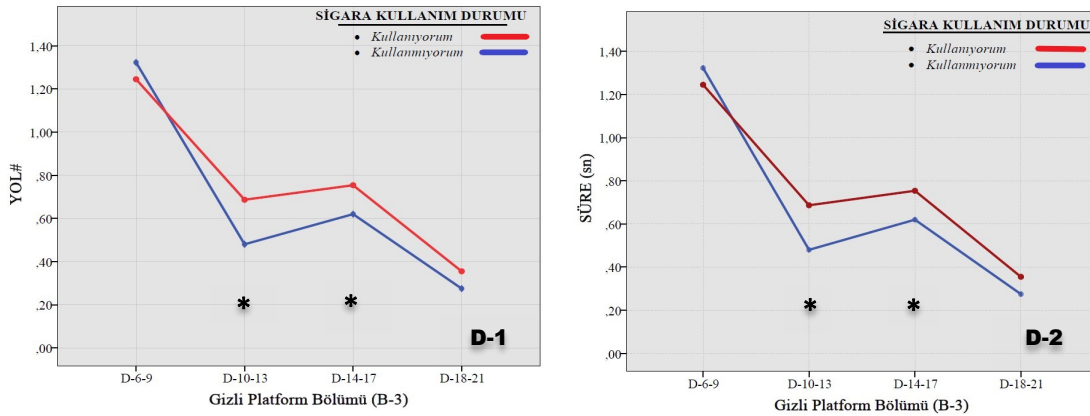 SİGARA KULLANIM DURUMU
• Kullanıyorum
• Kullanmıyorum
YOL#
1,40
1,20
1,00
,80
,60
,40
,20
,00
* *
D-1
D-6-9 D-10-13 D-14-17 D-18-21
Gizli Platform Bölümü (B-3)
SİGARA KULLANIM DURUMU
• Kullanıyorum
• Kullanmıyorum
SÜRE (sn)
1,40
1,20
1,00
,80
,60
,40
,20
,00
* *
D-2
D-6-9 D-10-13 D-14-17 D-18-21
Gizli Platform Bölümü (B-3)